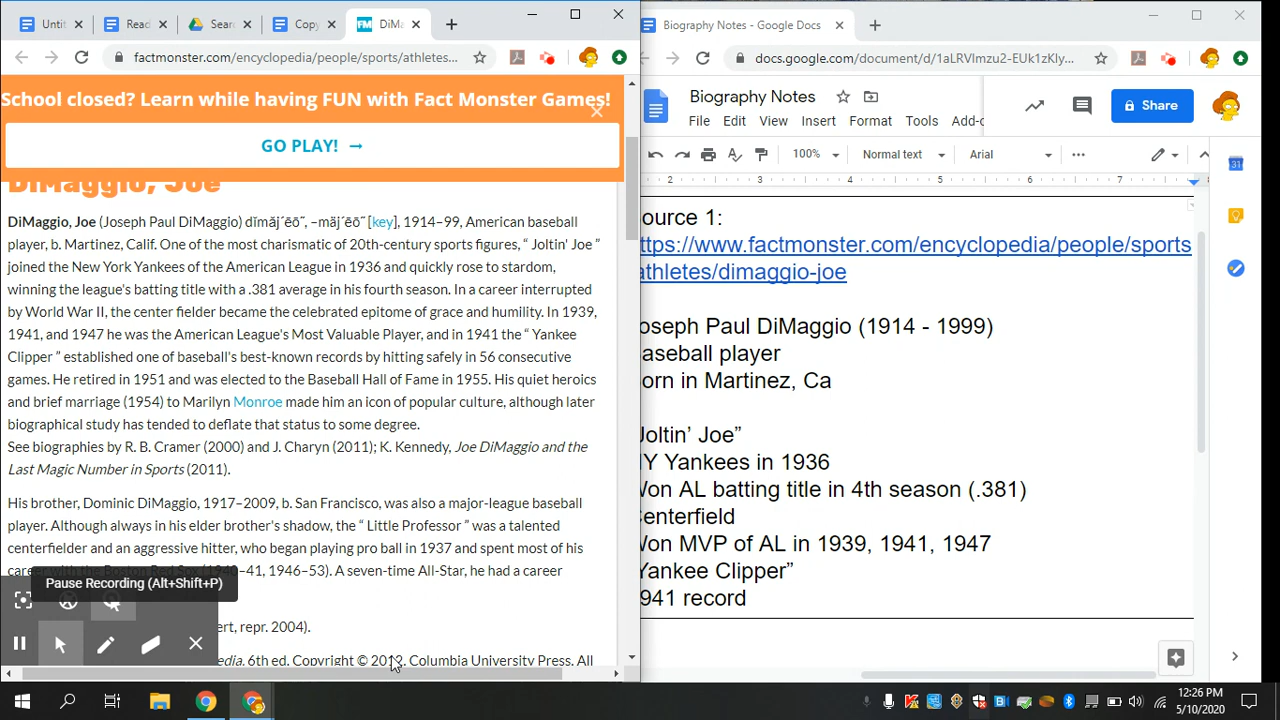 Unti
Read
Sear
Copy
FM DiMa
factmonster.com/encyclopedia/people/sports/athletes...
School closed? Learn while having FUN with Fact Monster Games!
GO PLAY! →
DiMaggio, Joe
DiMaggio, Joe (Joseph Paul DiMaggio) dĭmäj´ēō˝, –măj´ēō˝ [key], 1914–99, American baseball
player, b. Martinez, Calif. One of the most charismatic of 20th-century sports figures, “ Joltin' Joe ”
joined the New York Yankees of the American League in 1936 and quickly rose to stardom,
winning the league's batting title with a .381 average in his fourth season. In a career interrupted
by World War II, the center fielder became the celebrated epitome of grace and humility. In 1939,
1941, and 1947 he was the American League's Most Valuable Player, and in 1941 the “ Yankee
Clipper ” established one of baseball's best-known records by hitting safely in 56 consecutive
games. He retired in 1951 and was elected to the Baseball Hall of Fame in 1955. His quiet heroics
and brief marriage (1954) to Marilyn Monroe made him an icon of popular culture, although later
biographical study has tended to deflate that status to some degree.
See biographies by R. B. Cramer (2000) and J. Charyn (2011); K. Kennedy, Joe DiMaggio and the
Last Magic Number in Sports (2011).
His brother, Dominic DiMaggio, 1917–2009, b. San Francisco, was also a major-league baseball
player. Although always in his elder brother's shadow, the “ Little Professor ” was a talented
centerfielder and an aggressive hitter, who began playing pro ball in 1937 and spent most of his
career with the Boston Red Sox (1940–41, 1946–53). A seven-time All-Star, he had a career
Pause Recording (Alt+Shift+P)
ert, repr. 2004).
edia, 6th ed. Copyright © 2012, Columbia University Press. All
Biography Notes - Google Docs
docs.google.com/document/d/1aLRVlmzu2-EUk1zKly...
Biography Notes
File Edit View Insert Format Tools Add-o
Share
100% Normal text Arial
2 3 4 5 6 7 8
31
ource 1:
ttps://www.factmonster.com/encyclopedia/people/sports
athletes/dimaggio-joe
oseph Paul DiMaggio (1914 - 1999)
aseball player
orn in Martinez, Ca
Joltin’ Joe”
Y Yankees in 1936
Won AL batting title in 4th season (.381)
Centerfield
Won MVP of AL in 1939, 1941, 1947
Yankee Clipper”
941 record
12:26 PM
5/10/2020